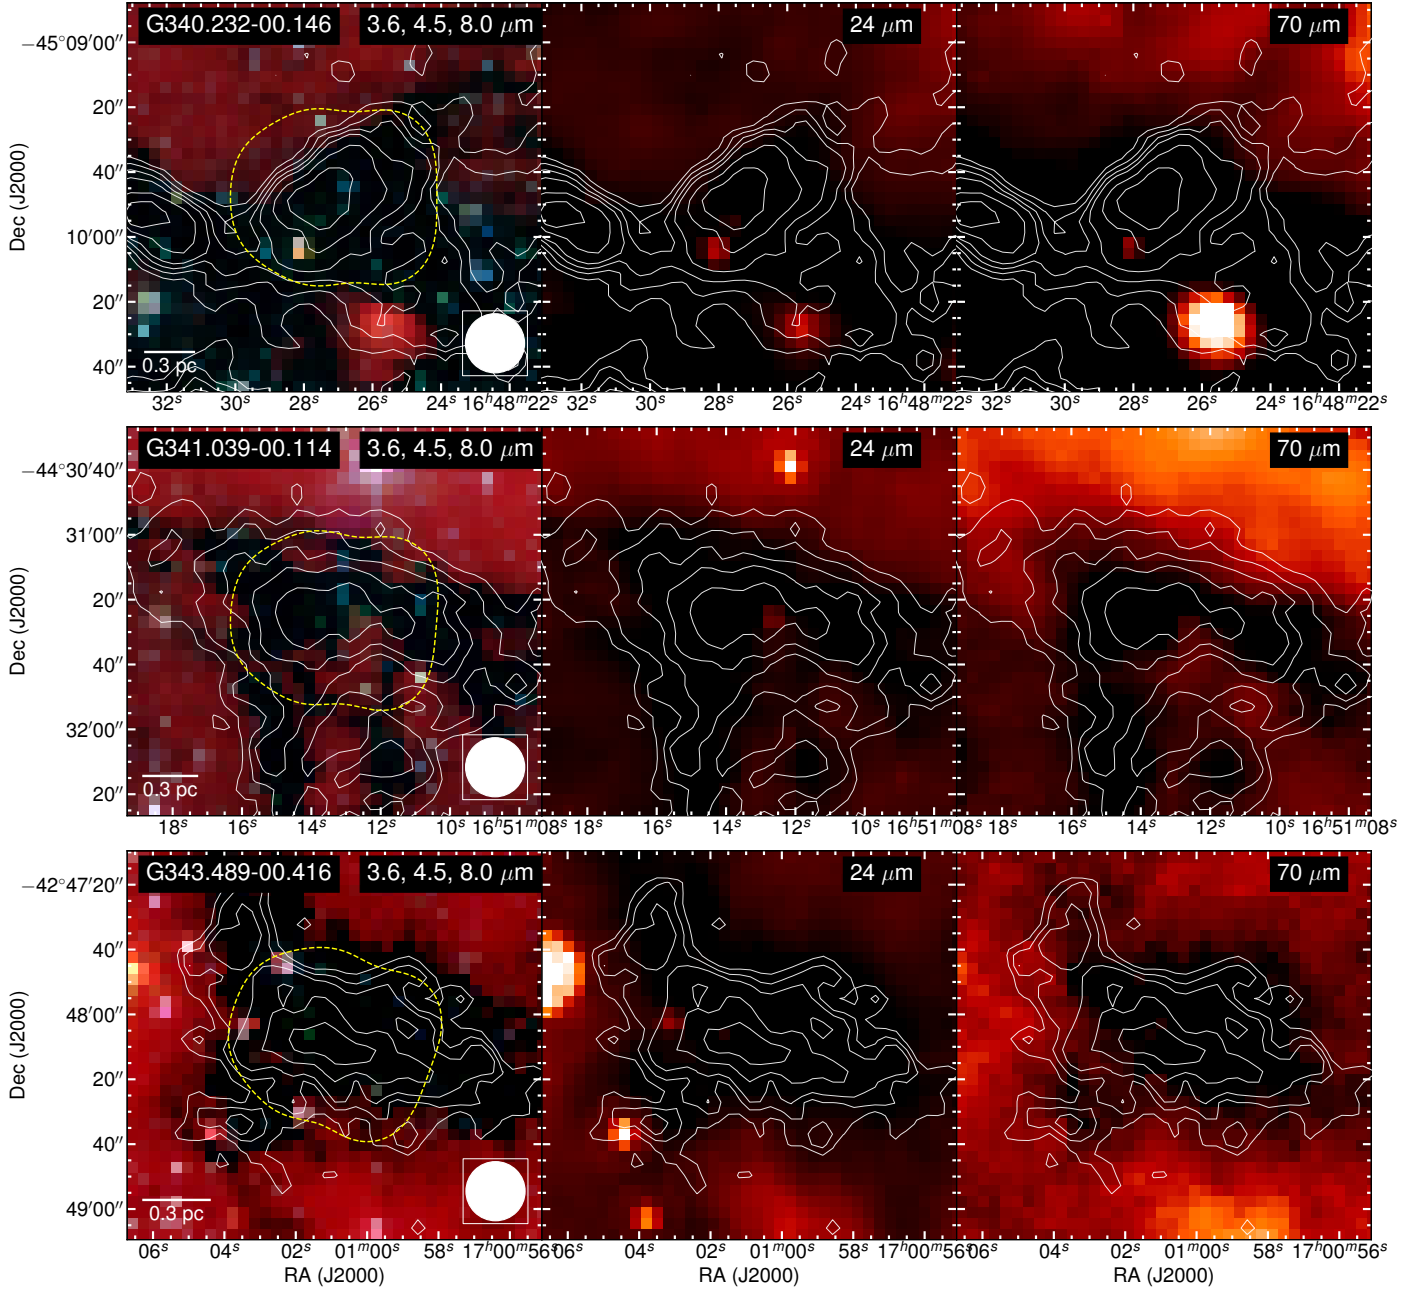 G340.232-00.146 3.6, 4.5, 8.0 μm 24 μm 70 μm
−45°09′00″
20″
40″
10′00″
20″
40″
Dec (J2000)
0.3 pc
32ˢ 30ˢ 28ˢ 26ˢ 24ˢ 16ʰ48ᵐ22ˢ 32ˢ 30ˢ 28ˢ 26ˢ 24ˢ 16ʰ48ᵐ22ˢ 32ˢ 30ˢ 28ˢ 26ˢ 24ˢ 16ʰ48ᵐ22ˢ
G341.039-00.114 3.6, 4.5, 8.0 μm 24 μm 70 μm
−44°30′40″
31′00″
20″
40″
32′00″
20″
Dec (J2000)
0.3 pc
18ˢ 16ˢ 14ˢ 12ˢ 10ˢ 16ʰ51ᵐ08ˢ 18ˢ 16ˢ 14ˢ 12ˢ 10ˢ 16ʰ51ᵐ08ˢ 18ˢ 16ˢ 14ˢ 12ˢ 10ˢ 16ʰ51ᵐ08ˢ
G343.489-00.416 3.6, 4.5, 8.0 μm 24 μm 70 μm
−42°47′20″
40″
48′00″
20″
40″
49′00″
Dec (J2000)
0.3 pc
06ˢ 04ˢ 02ˢ 01ᵐ00ˢ 58ˢ 17ʰ00ᵐ56ˢ 06ˢ 04ˢ 02ˢ 01ᵐ00ˢ 58ˢ 17ʰ00ᵐ56ˢ 06ˢ 04ˢ 02ˢ 01ᵐ00ˢ 58ˢ 17ʰ00ᵐ56ˢ
RA (J2000) RA (J2000) RA (J2000)